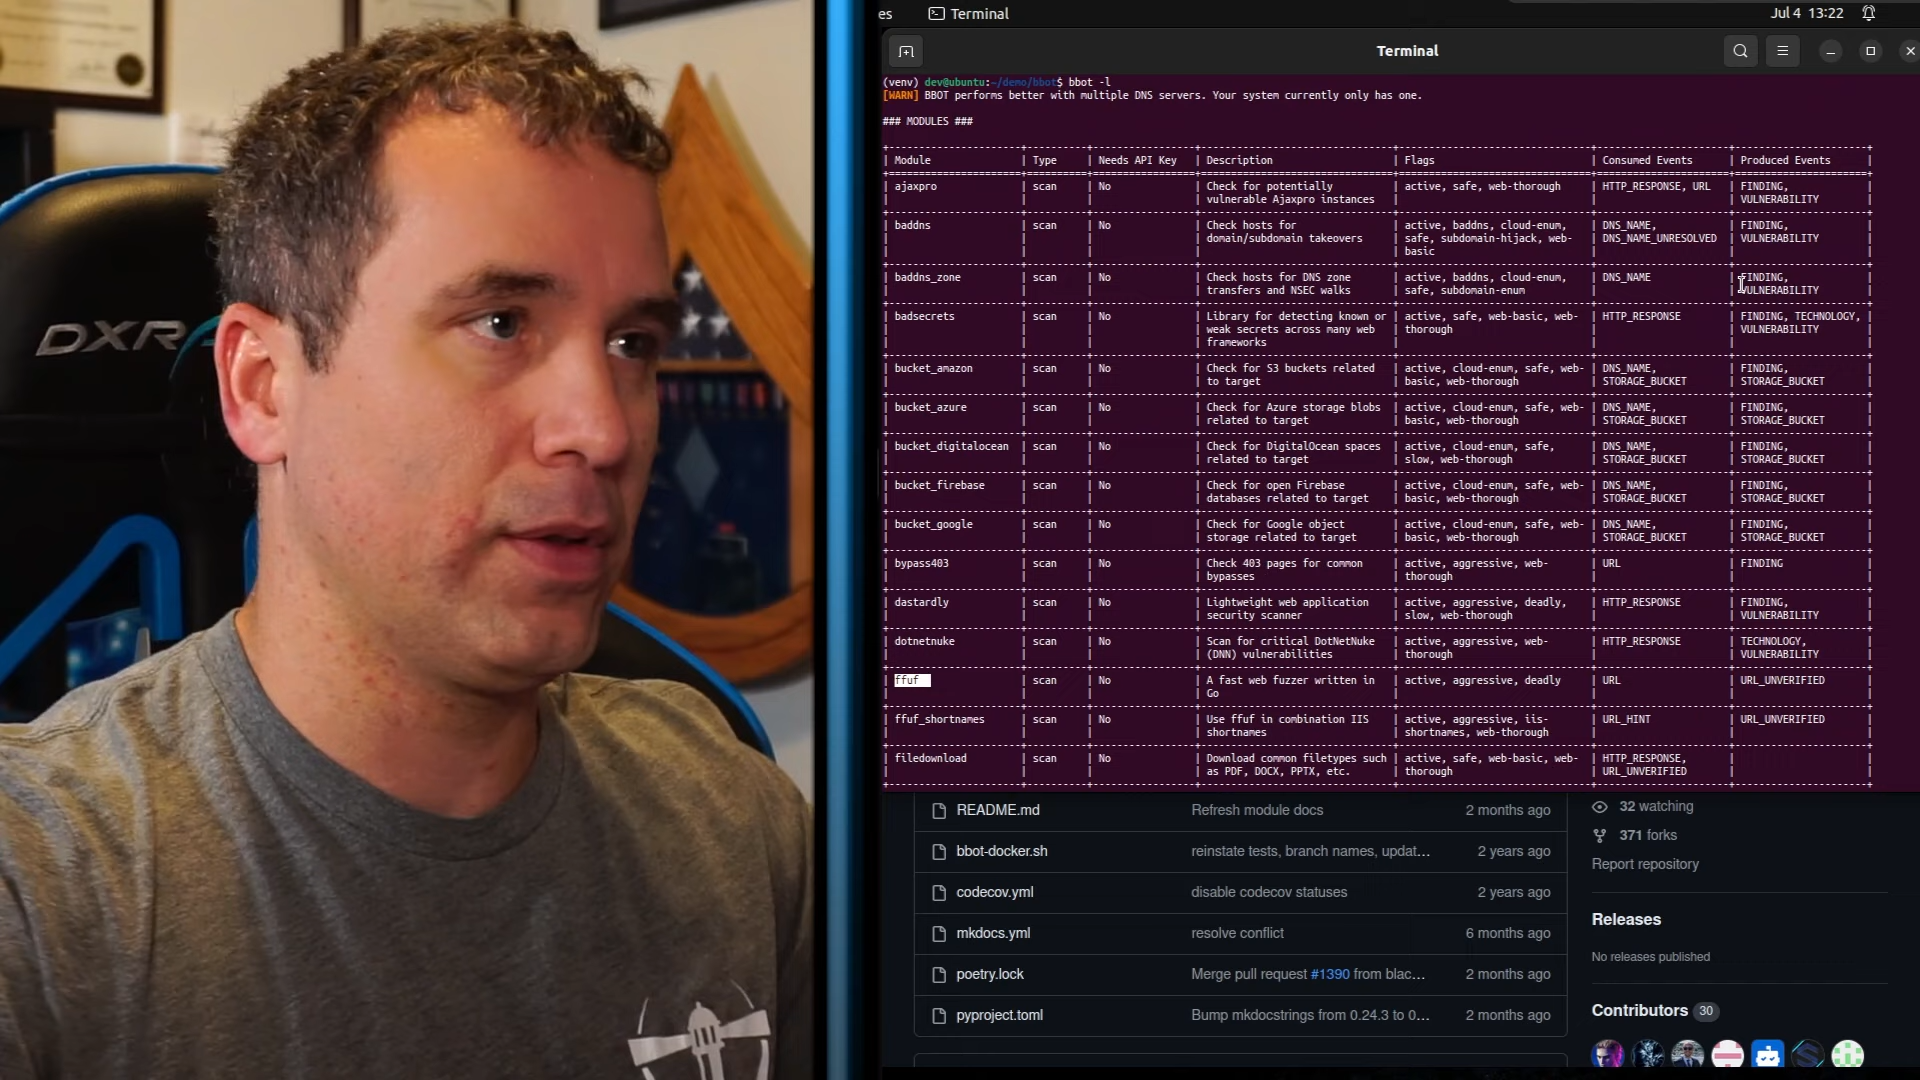 es
Terminal
Jul 4 13:22
Terminal
(venv) dev@ubuntu:~/demo/bbot$ bbot -l
[WARN] BBOT performs better with multiple DNS servers. Your system currently only has one.
### MODULES ###
Module | Type | Needs API Key | Description | Flags | Consumed Events | Produced Events
ajaxpro | scan | No | Check for potentially | active, safe, web-thorough | HTTP_RESPONSE, URL | FINDING,
vulnerable Ajaxpro instances | VULNERABILITY
baddns | scan | No | Check hosts for | active, baddns, cloud-enum, | DNS_NAME, | FINDING,
domain/subdomain takeovers | safe, subdomain-hijack, web- | DNS_NAME_UNRESOLVED | VULNERABILITY
basic
baddns_zone | scan | No | Check hosts for DNS zone | active, baddns, cloud-enum, | DNS_NAME | FINDING,
transfers and NSEC walks | safe, subdomain-enum | VULNERABILITY
badsecrets | scan | No | Library for detecting known or | active, safe, web-basic, web- | HTTP_RESPONSE | FINDING, TECHNOLOGY,
weak secrets across many web | thorough | VULNERABILITY
frameworks
bucket_amazon | scan | No | Check for S3 buckets related | active, cloud-enum, safe, web- | DNS_NAME, | FINDING,
to target | basic, web-thorough | STORAGE_BUCKET | STORAGE_BUCKET
bucket_azure | scan | No | Check for Azure storage blobs | active, cloud-enum, safe, web- | DNS_NAME, | FINDING,
related to target | basic, web-thorough | STORAGE_BUCKET | STORAGE_BUCKET
bucket_digitalocean | scan | No | Check for DigitalOcean spaces | active, cloud-enum, safe, | DNS_NAME, | FINDING,
related to target | slow, web-thorough | STORAGE_BUCKET | STORAGE_BUCKET
bucket_firebase | scan | No | Check for open Firebase | active, cloud-enum, safe, web- | DNS_NAME, | FINDING,
databases related to target | basic, web-thorough | STORAGE_BUCKET | STORAGE_BUCKET
bucket_google | scan | No | Check for Google object | active, cloud-enum, safe, web- | DNS_NAME, | FINDING,
storage related to target | basic, web-thorough | STORAGE_BUCKET | STORAGE_BUCKET
bypass403 | scan | No | Check 403 pages for common | active, aggressive, web- | URL | FINDING
bypasses | thorough
dastardly | scan | No | Lightweight web application | active, aggressive, deadly, | HTTP_RESPONSE | FINDING,
security scanner | slow, web-thorough | VULNERABILITY
dotnetnuke | scan | No | Scan for critical DotNetNuke | active, aggressive, web- | HTTP_RESPONSE | TECHNOLOGY,
(DNN) vulnerabilities | thorough | VULNERABILITY
ffuf | scan | No | A fast web fuzzer written in | active, aggressive, deadly | URL | URL_UNVERIFIED
Go
ffuf_shortnames | scan | No | Use ffuf in combination IIS | active, aggressive, iis- | URL_HINT | URL_UNVERIFIED
shortnames | shortnames, web-thorough
filedownload | scan | No | Download common filetypes such | active, safe, web-basic, web- | HTTP_RESPONSE,
as PDF, DOCX, PPTX, etc. | thorough | URL_UNVERIFIED
README.md Refresh module docs 2 months ago
bbot-docker.sh reinstate tests, branch names, updat... 2 years ago
codecov.yml disable codecov statuses 2 years ago
mkdocs.yml resolve conflict 6 months ago
poetry.lock Merge pull request #1390 from blac... 2 months ago
pyproject.toml Bump mkdocstrings from 0.24.3 to 0... 2 months ago
32 watching
371 forks
Report repository
Releases
No releases published
Contributors 30
DXR